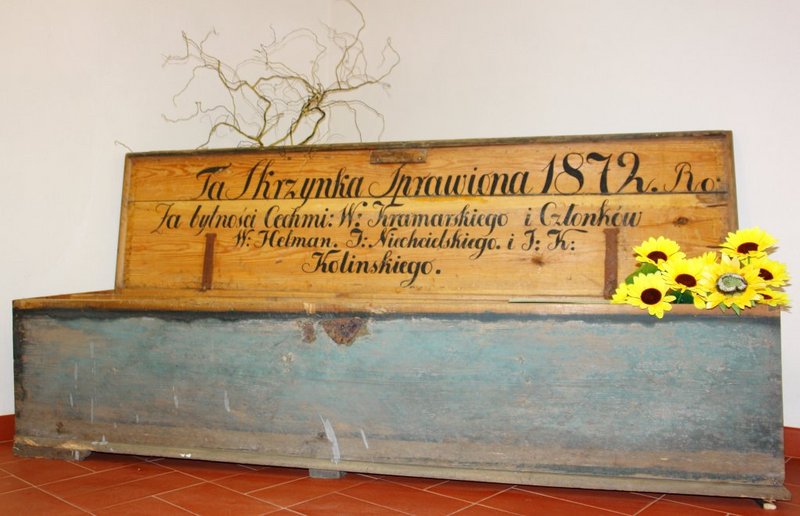 Ta Skrzynka Sprawiona 1872. Ro:
Za bytności Cechmi: W: Kramarskiego i Członków
W: Helman. J: Niechcielskiego. i J: K:
Kolinskiego.